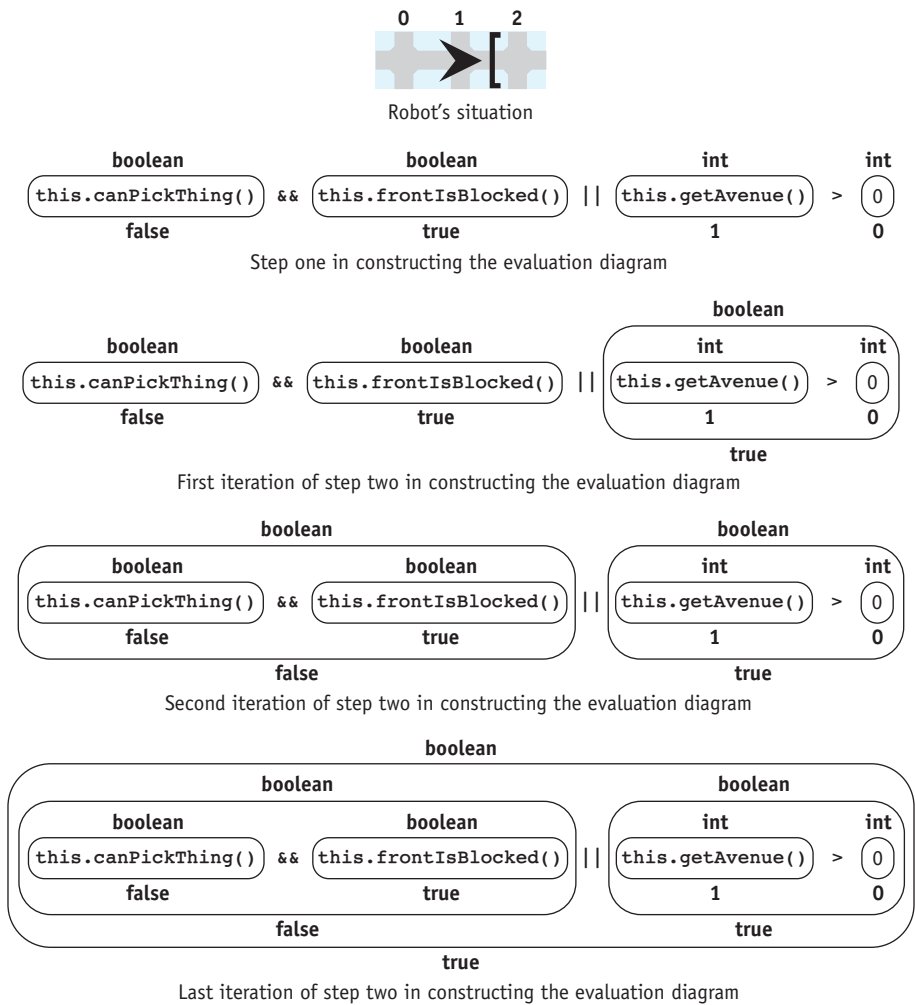 0 1 2
Robot's situation
boolean boolean int int
this.canPickThing() && this.frontIsBlocked() || this.getAvenue() > 0
false true 1 0
Step one in constructing the evaluation diagram
boolean
boolean boolean int int
this.canPickThing() && this.frontIsBlocked() || this.getAvenue() > 0
false true 1 0
true
First iteration of step two in constructing the evaluation diagram
boolean boolean
boolean boolean int int
this.canPickThing() && this.frontIsBlocked() || this.getAvenue() > 0
false true 1 0
false true
Second iteration of step two in constructing the evaluation diagram
boolean
boolean boolean
boolean boolean int int
this.canPickThing() && this.frontIsBlocked() || this.getAvenue() > 0
false true 1 0
false true
true
Last iteration of step two in constructing the evaluation diagram